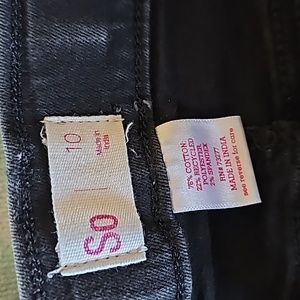 SO
10
Made in
India
76% COTTON
22% RECYCLED
POLYESTER
2% SPANDEX
RN# 73277
MADE IN INDIA
see reverse for care